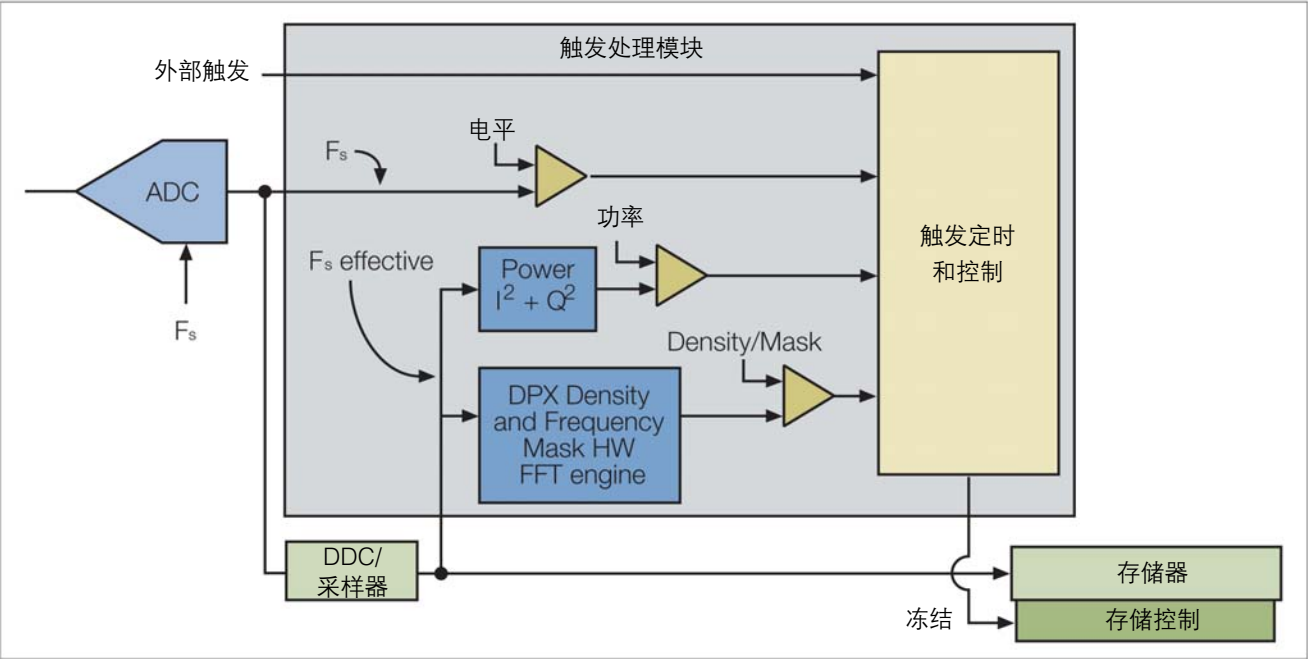 触发处理模块
外部触发
电平
Fs
ADC
功率
触发定时
和控制
Fs effective
Power
I² + Q²
Fs
Density/Mask
DPX Density
and Frequency
Mask HW
FFT engine
DDC/
采样器
存储器
冻结
存储控制